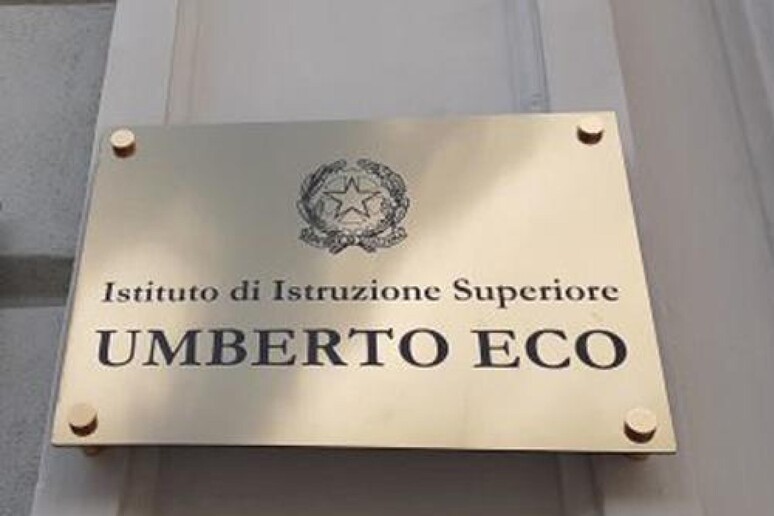 Istituto di Istruzione Superiore
UMBERTO ECO